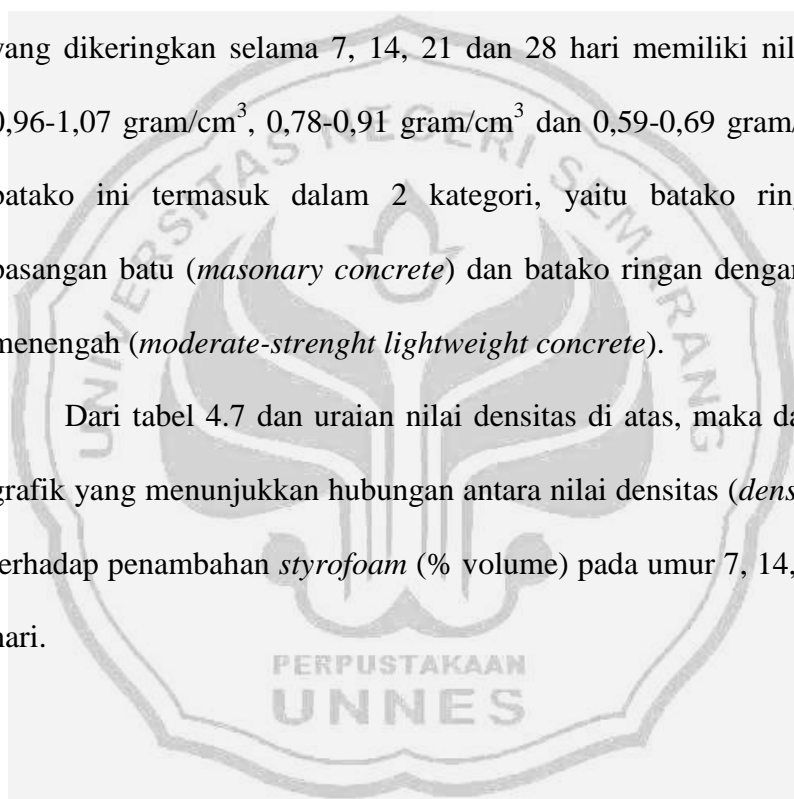 yang dikeringkan selama 7, 14, 21 dan 28 hari memiliki nil
0,96-1,07 gram/cm³, 0,78-0,91 gram/cm³ dan 0,59-0,69 gram/
batako ini termasuk dalam 2 kategori, yaitu batako ring
pasangan batu (masonary concrete) dan batako ringan dengan
menengah (moderate-strenght lightweight concrete).
Dari tabel 4.7 dan uraian nilai densitas di atas, maka da
grafik yang menunjukkan hubungan antara nilai densitas (dens
terhadap penambahan styrofoam (% volume) pada umur 7, 14,
hari.
UNIVERSITAS NEGERI SEMARANG
PERPUSTAKAAN
UNNES